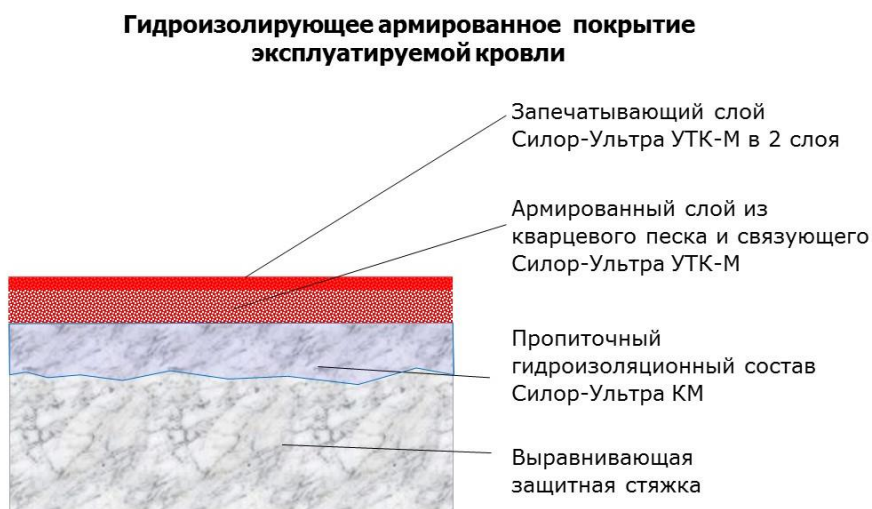 Гидроизолирующее армированное покрытие
эксплуатируемой кровли
Запечатывающий слой
Силор-Ультра УТК-М в 2 слоя
Армированный слой из
кварцевого песка и связующего
Силор-Ультра УТК-М
Пропиточный
гидроизоляционный состав
Силор-Ультра КМ
Выравнивающая
защитная стяжка